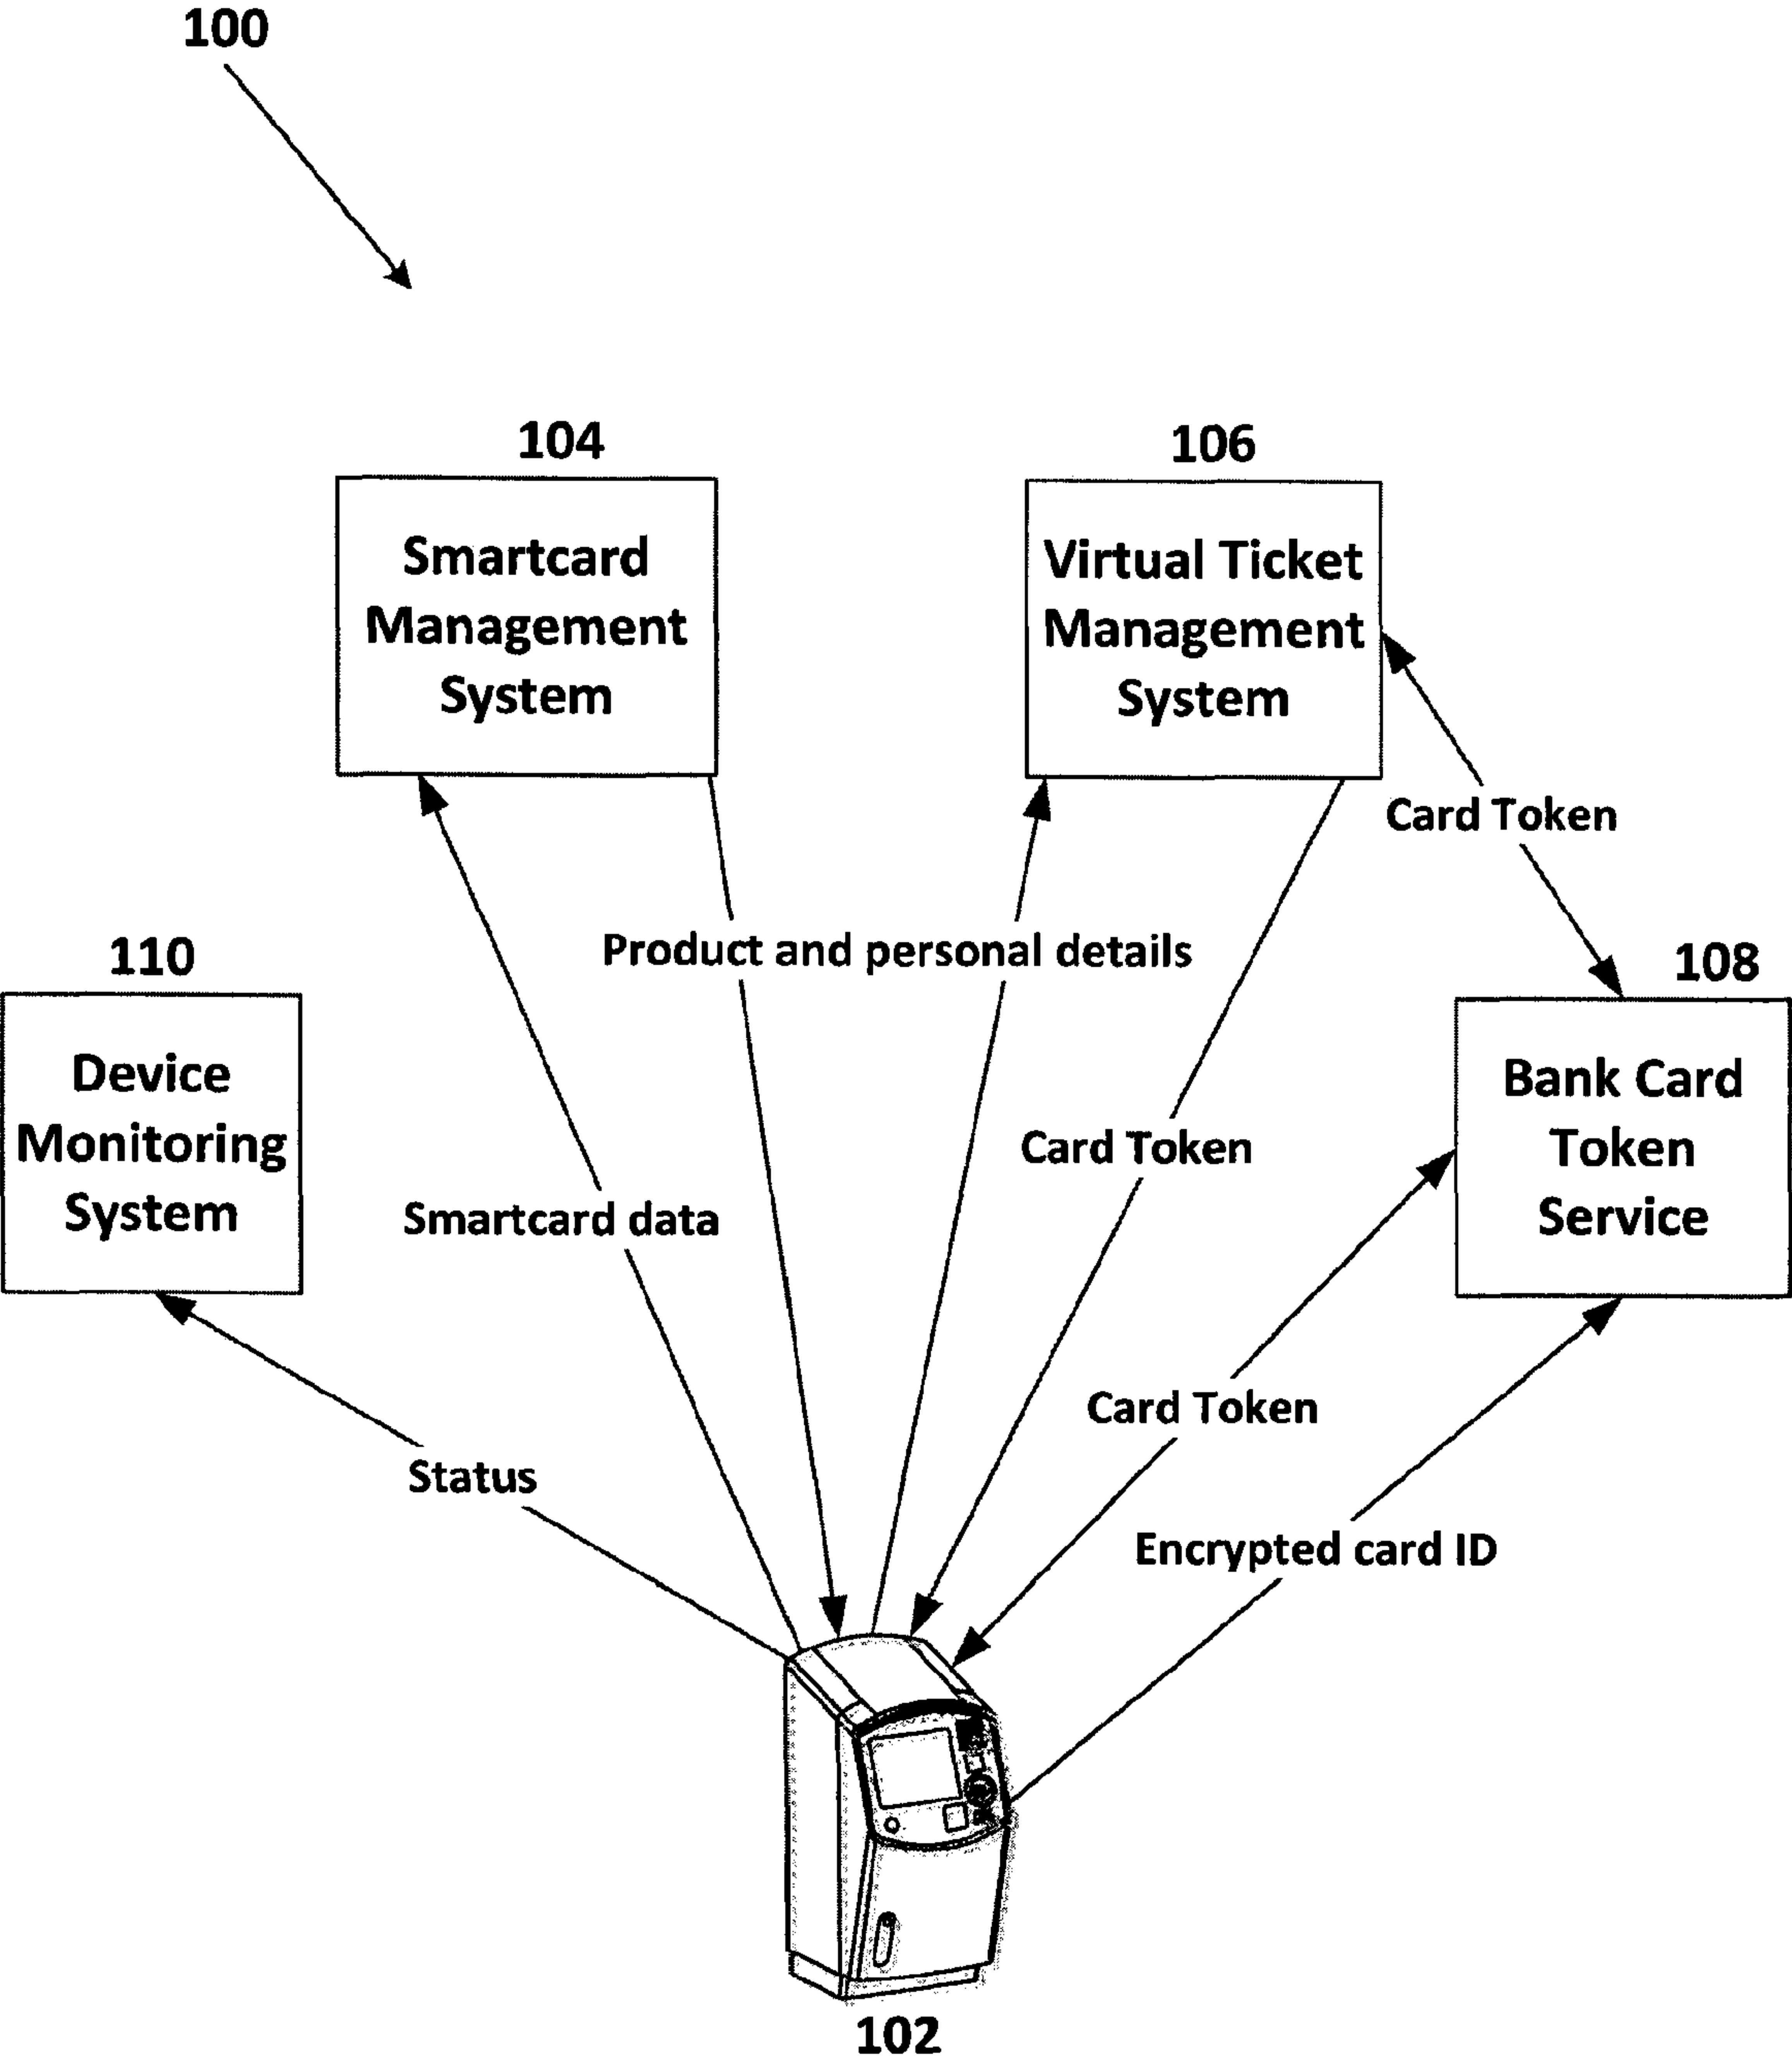 100
104
106
Smartcard
Management
System
Virtual Ticket
Management
System
Card Token
Product and personal details
110
108
Device
Monitoring
System
Bank Card
Token
Service
Card Token
Smartcard data
Card Token
Status
Encrypted card ID
102